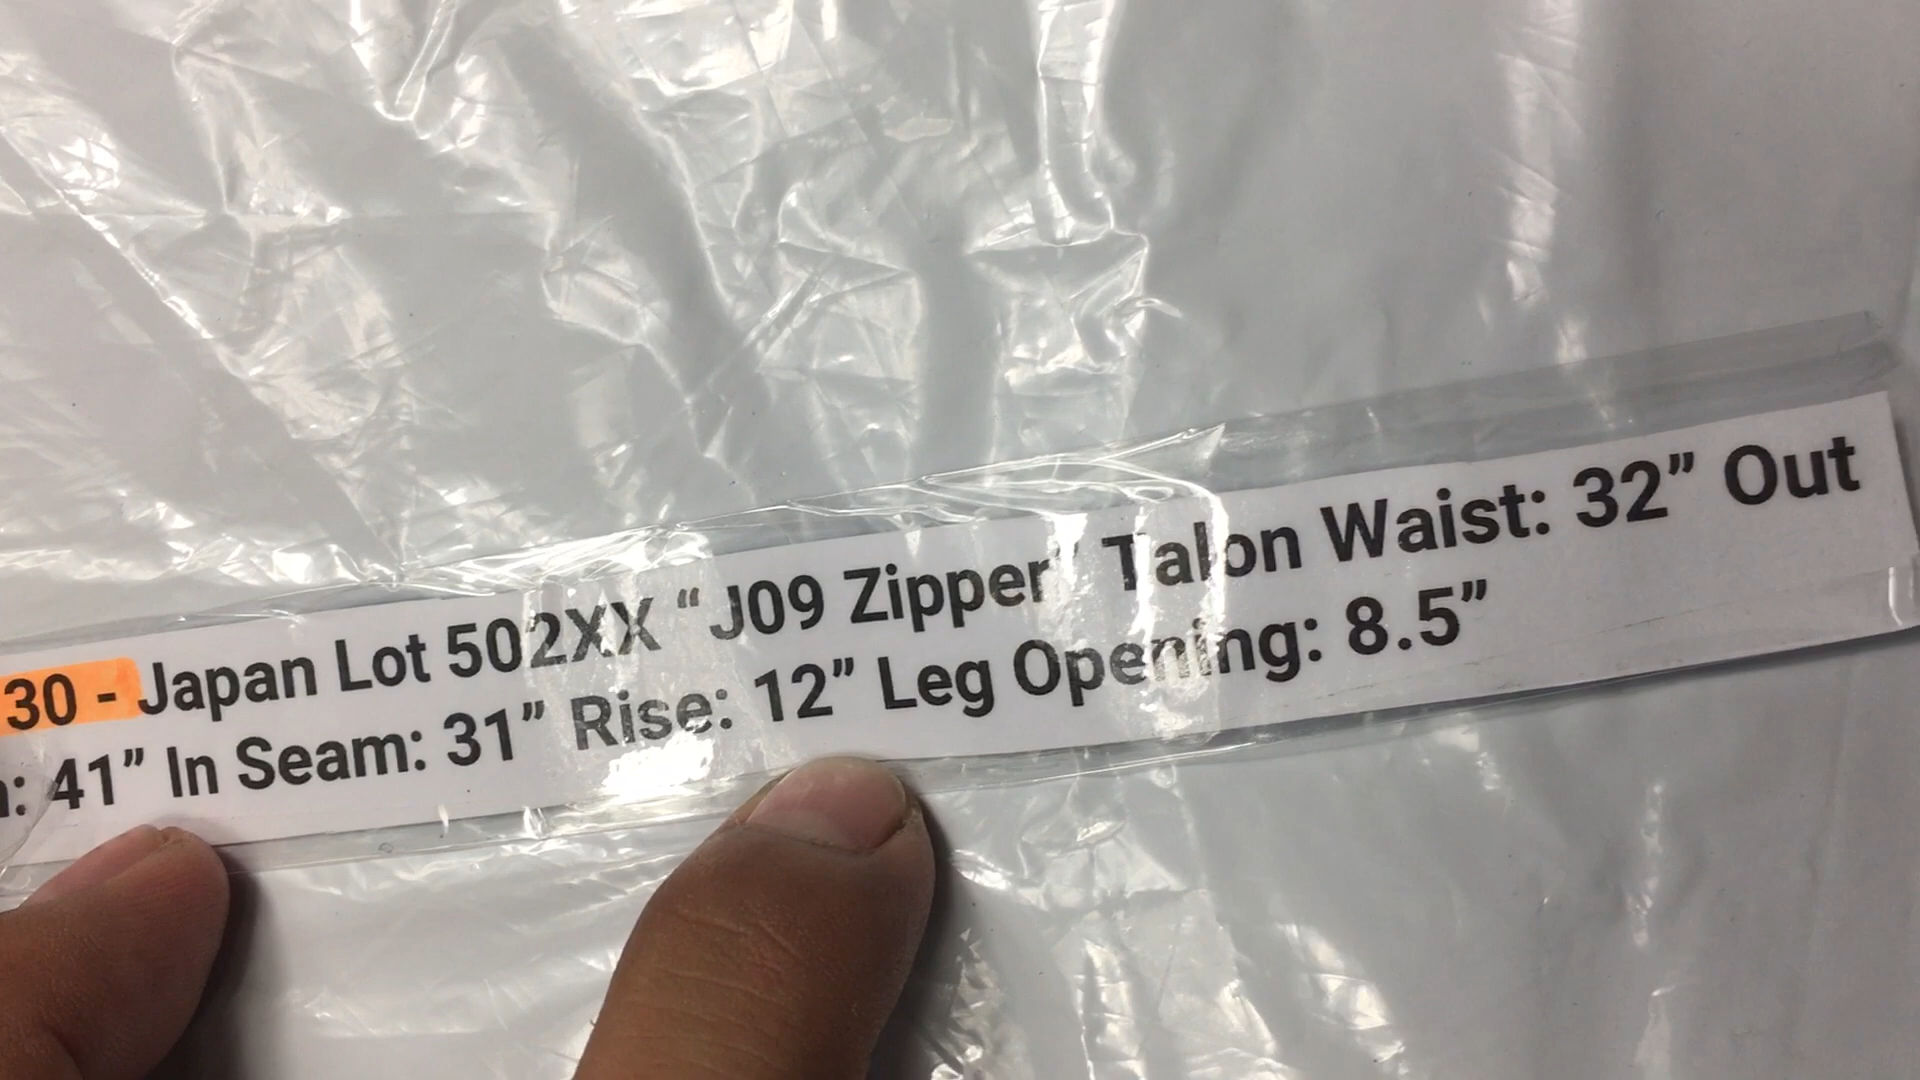 30 - Japan Lot 502XX “ J09 Zipper” Talon Waist: 32” Out
: 41” In Seam: 31” Rise: 12” Leg Opening: 8.5”